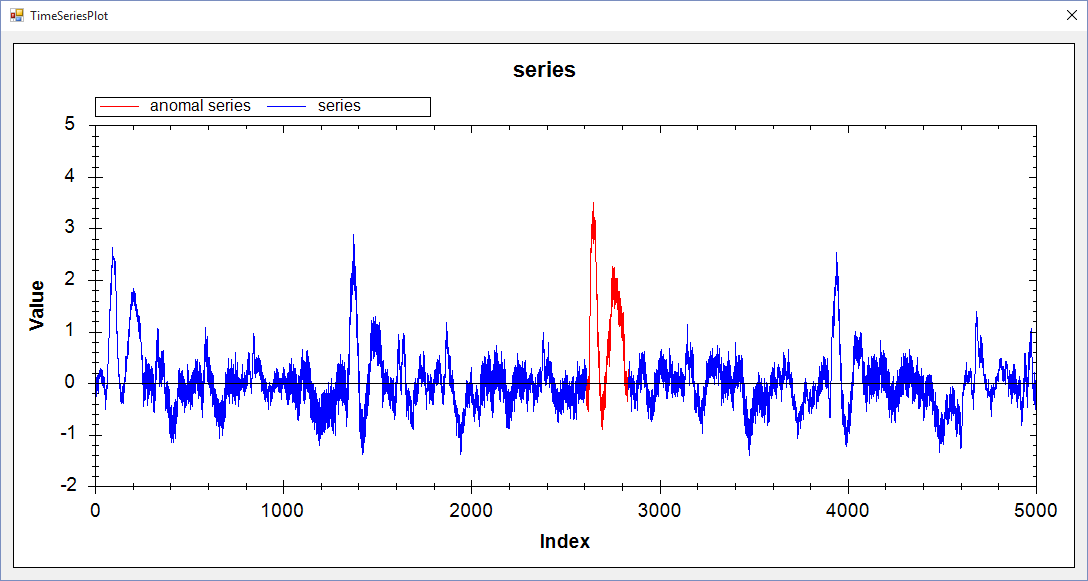 TimeSeriesPlot
series
anomal series series
5
4
3
2
1
0
-1
-2
Value
0 1000 2000 3000 4000 5000
Index